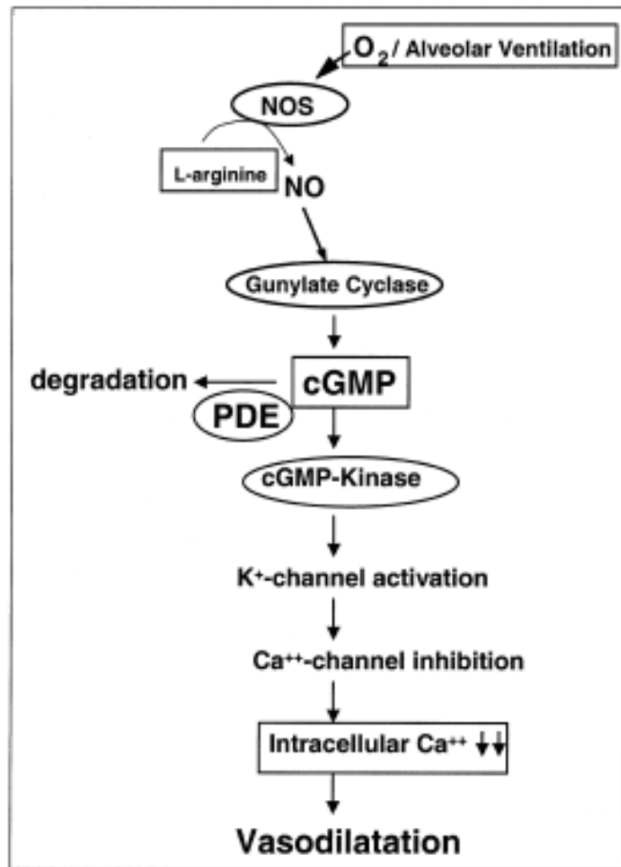 O₂ / Alveolar Ventilation
NOS
L-arginine
NO
Gunylate Cyclase
degradation
cGMP
PDE
cGMP-Kinase
K⁺-channel activation
Ca⁺⁺-channel inhibition
Intracellular Ca⁺⁺ ↓↓
Vasodilatation